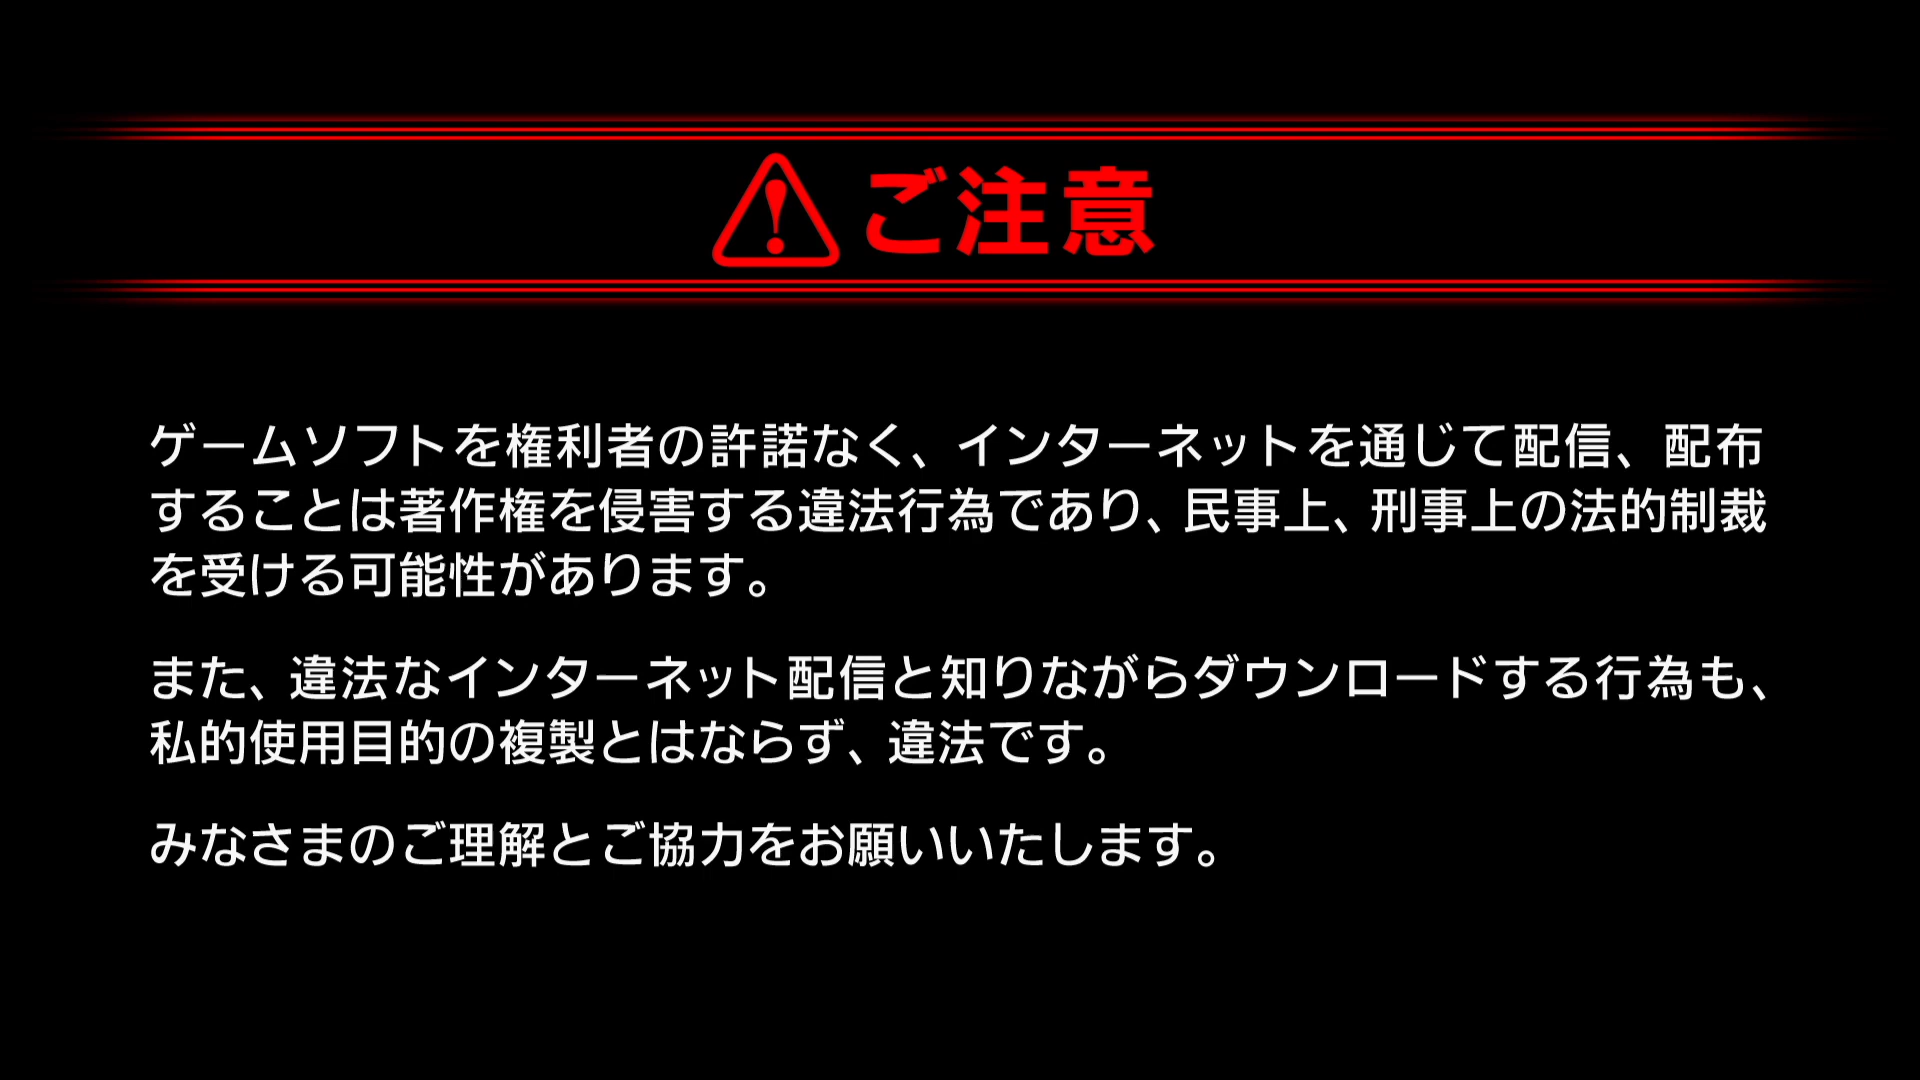 ご注意
ゲームソフトを権利者の許諾なく、インターネットを通じて配信、配布
することは著作権を侵害する違法行為であり、民事上、刑事上の法的制裁
を受ける可能性があります。
また、違法なインターネット配信と知りながらダウンロードする行為も、
私的使用目的の複製とはならず、違法です。
みなさまのご理解とご協力をお願いいたします。